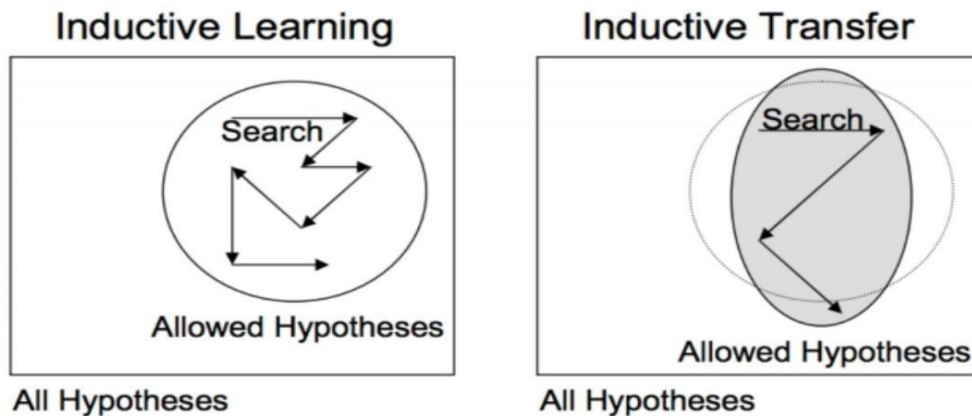 Inductive Learning
Search
Allowed Hypotheses
All Hypotheses
Inductive Transfer
Search
Allowed Hypotheses
All Hypotheses